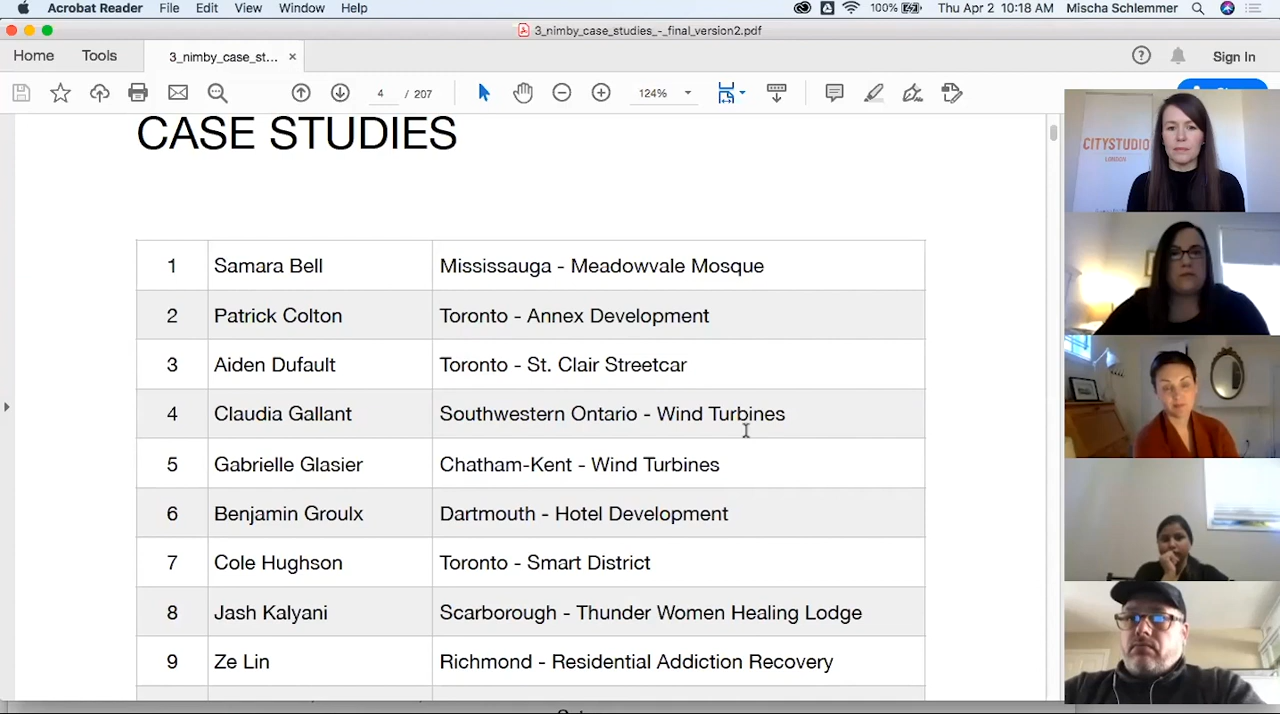 Acrobat Reader File Edit View Window Help 100% Thu Apr 2 10:18 AM Mischa Schlemmer
3_nimby_case_studies_-_final_version2.pdf
Home Tools 3_nimby_case_st... × Sign In
4 / 207 124%
CASE STUDIES
1 Samara Bell Mississauga - Meadowvale Mosque
2 Patrick Colton Toronto - Annex Development
3 Aiden Dufault Toronto - St. Clair Streetcar
4 Claudia Gallant Southwestern Ontario - Wind Turbines
5 Gabrielle Glasier Chatham-Kent - Wind Turbines
6 Benjamin Groulx Dartmouth - Hotel Development
7 Cole Hughson Toronto - Smart District
8 Jash Kalyani Scarborough - Thunder Women Healing Lodge
9 Ze Lin Richmond - Residential Addiction Recovery
CITYSTUDIO
LONDON